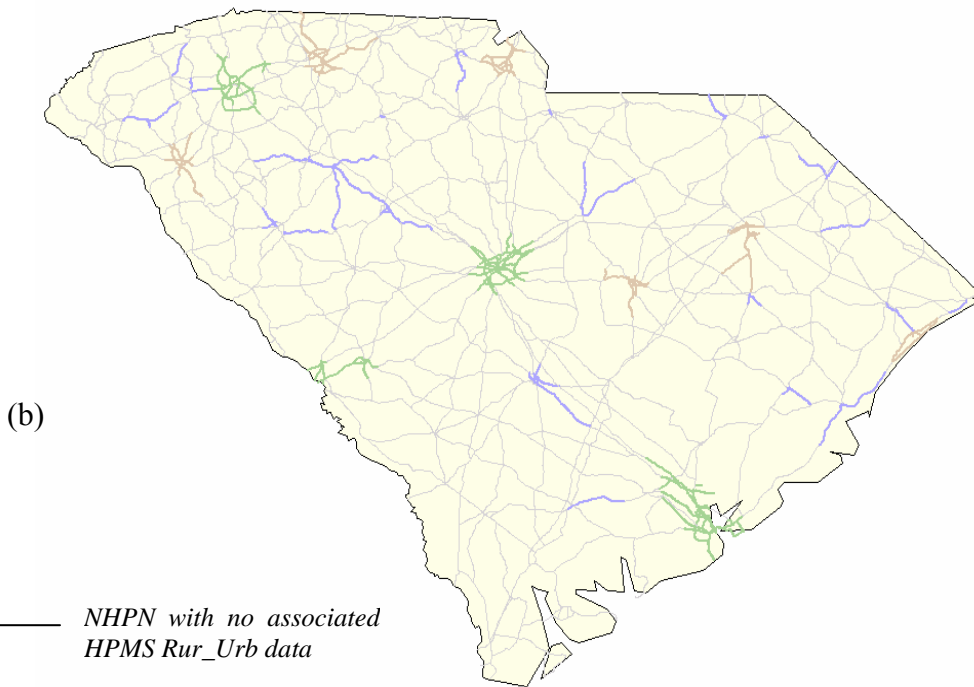 (b)
NHPN with no associated
HPMS Rur_Urb data